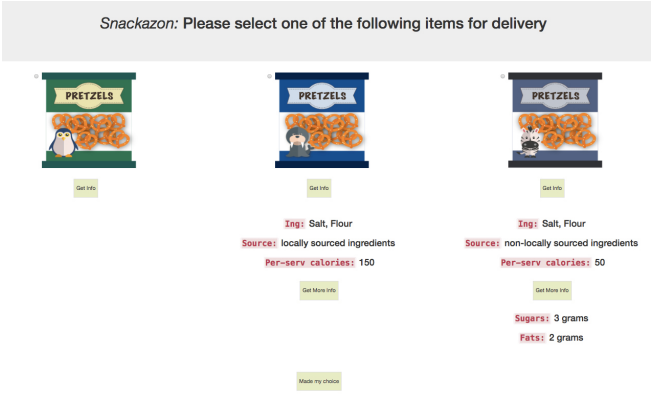 Snackazon: Please select one of the following items for delivery
PRETZELS
PRETZELS
PRETZELS
Get Info
Get Info
Get Info
Ing: Salt, Flour
Source: locally sourced ingredients
Per-serv calories: 150
Get More Info
Ing: Salt, Flour
Source: non-locally sourced ingredients
Per-serv calories: 50
Get More Info
Sugars: 3 grams
Fats: 2 grams
Made my choice